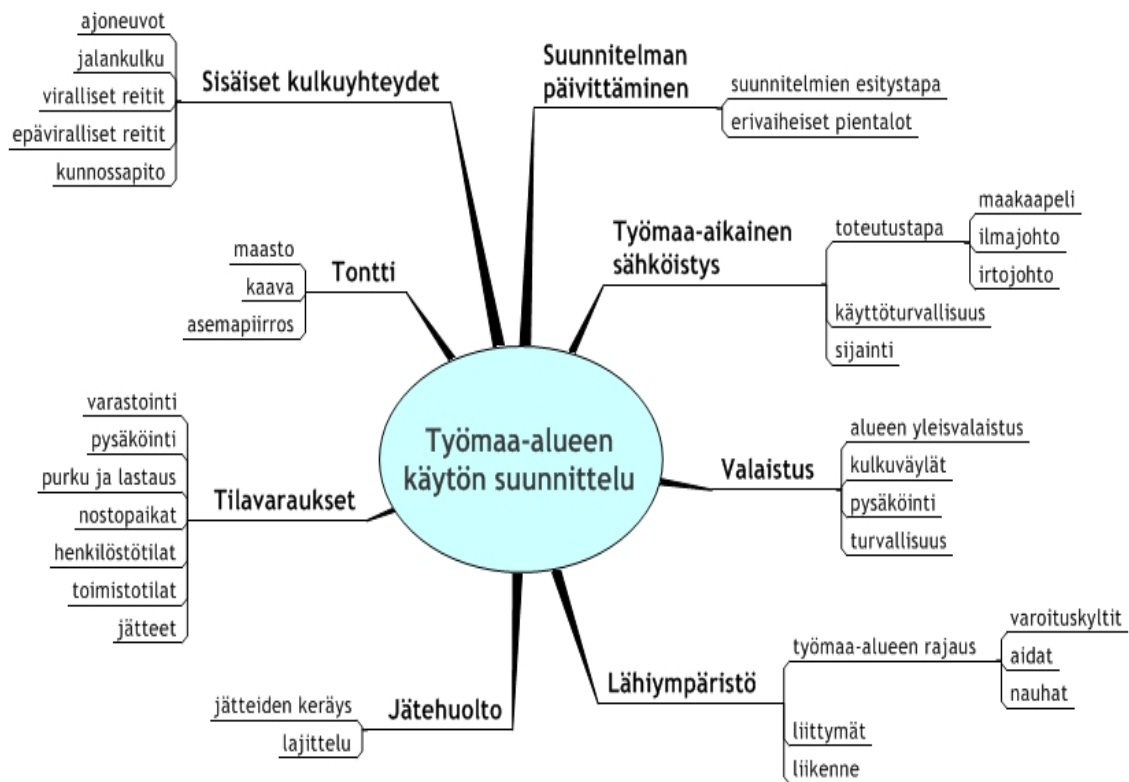 Työmaa-alueen
käytön suunnittelu
Sisäiset kulkuyhteydet
ajoneuvot
jalankulku
viralliset reitit
epäviralliset reitit
kunnossapito
Tontti
maasto
kaava
asemapiirros
Tilavaraukset
varastointi
pysäköinti
purku ja lastaus
nostopaikat
henkilöstötilat
toimistotilat
jätteet
Jätehuolto
jätteiden keräys
lajittelu
Suunnitelman
päivittäminen
suunnitelmien esitystapa
erivaiheiset pientalot
Työmaa-aikainen
sähköistys
toteutustapa
maakaapeli
ilmajohto
irtojohto
käyttöturvallisuus
sijainti
Valaistus
alueen yleisvalaistus
kulkuväylät
pysäköinti
turvallisuus
Lähiympäristö
työmaa-alueen rajaus
varoituskyltit
aidat
nauhat
liittymät
liikenne